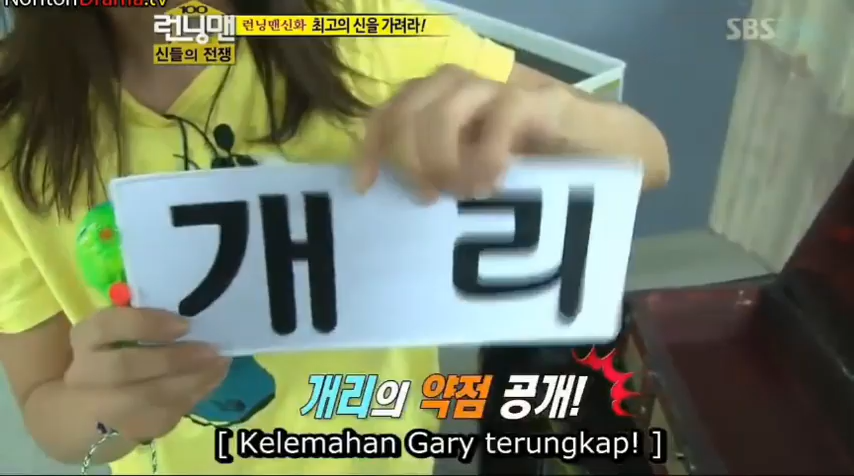 NontonDrama.tv
100
런닝맨
신들의 전쟁
런닝맨신화 최고의 신을 가려라!
SBS
개리
개리의 약점 공개!
[ Kelemahan Gary terungkap! ]